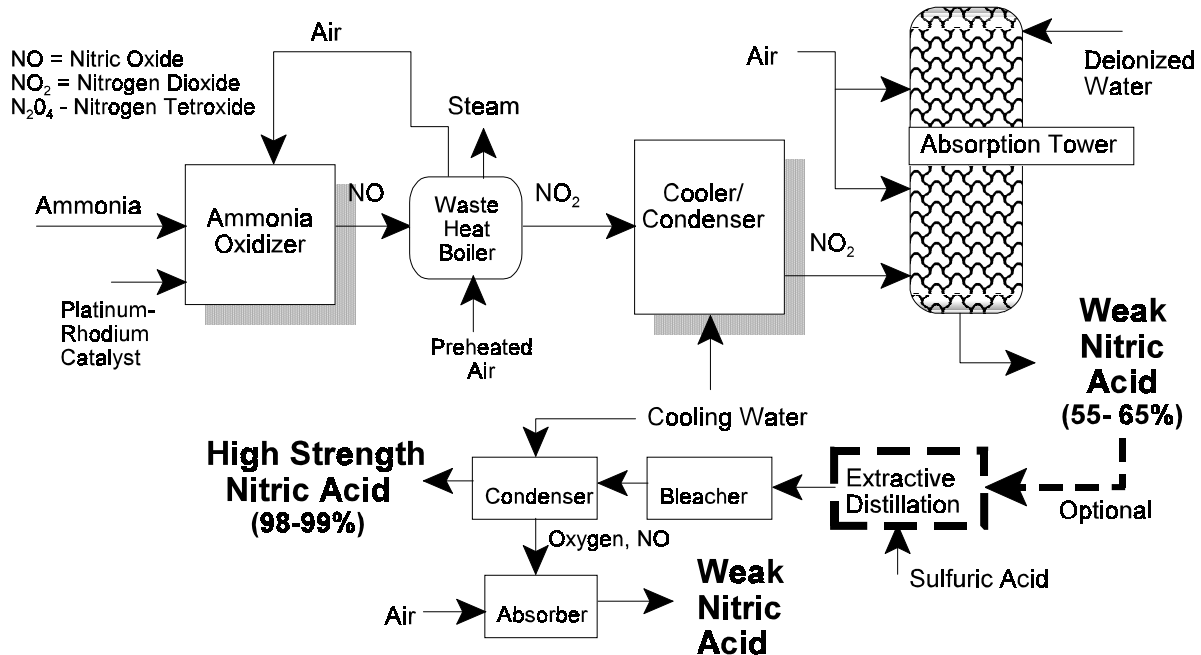 Air
NO = Nitric Oxide
NO₂ = Nitrogen Dioxide
N₂0₄ - Nitrogen Tetroxide
Steam
Air
Deionized
Water
Absorption Tower
Ammonia
Ammonia
Oxidizer
NO
Waste
Heat
Boiler
NO₂
Cooler/
Condenser
NO₂
Platinum-
Rhodium
Catalyst
Preheated
Air
Weak
Nitric
Acid
(55- 65%)
Cooling Water
High Strength
Nitric Acid
(98-99%)
Condenser
Bleacher
Extractive
Distillation
Optional
Oxygen, NO
Sulfuric Acid
Air
Absorber
Weak
Nitric
Acid